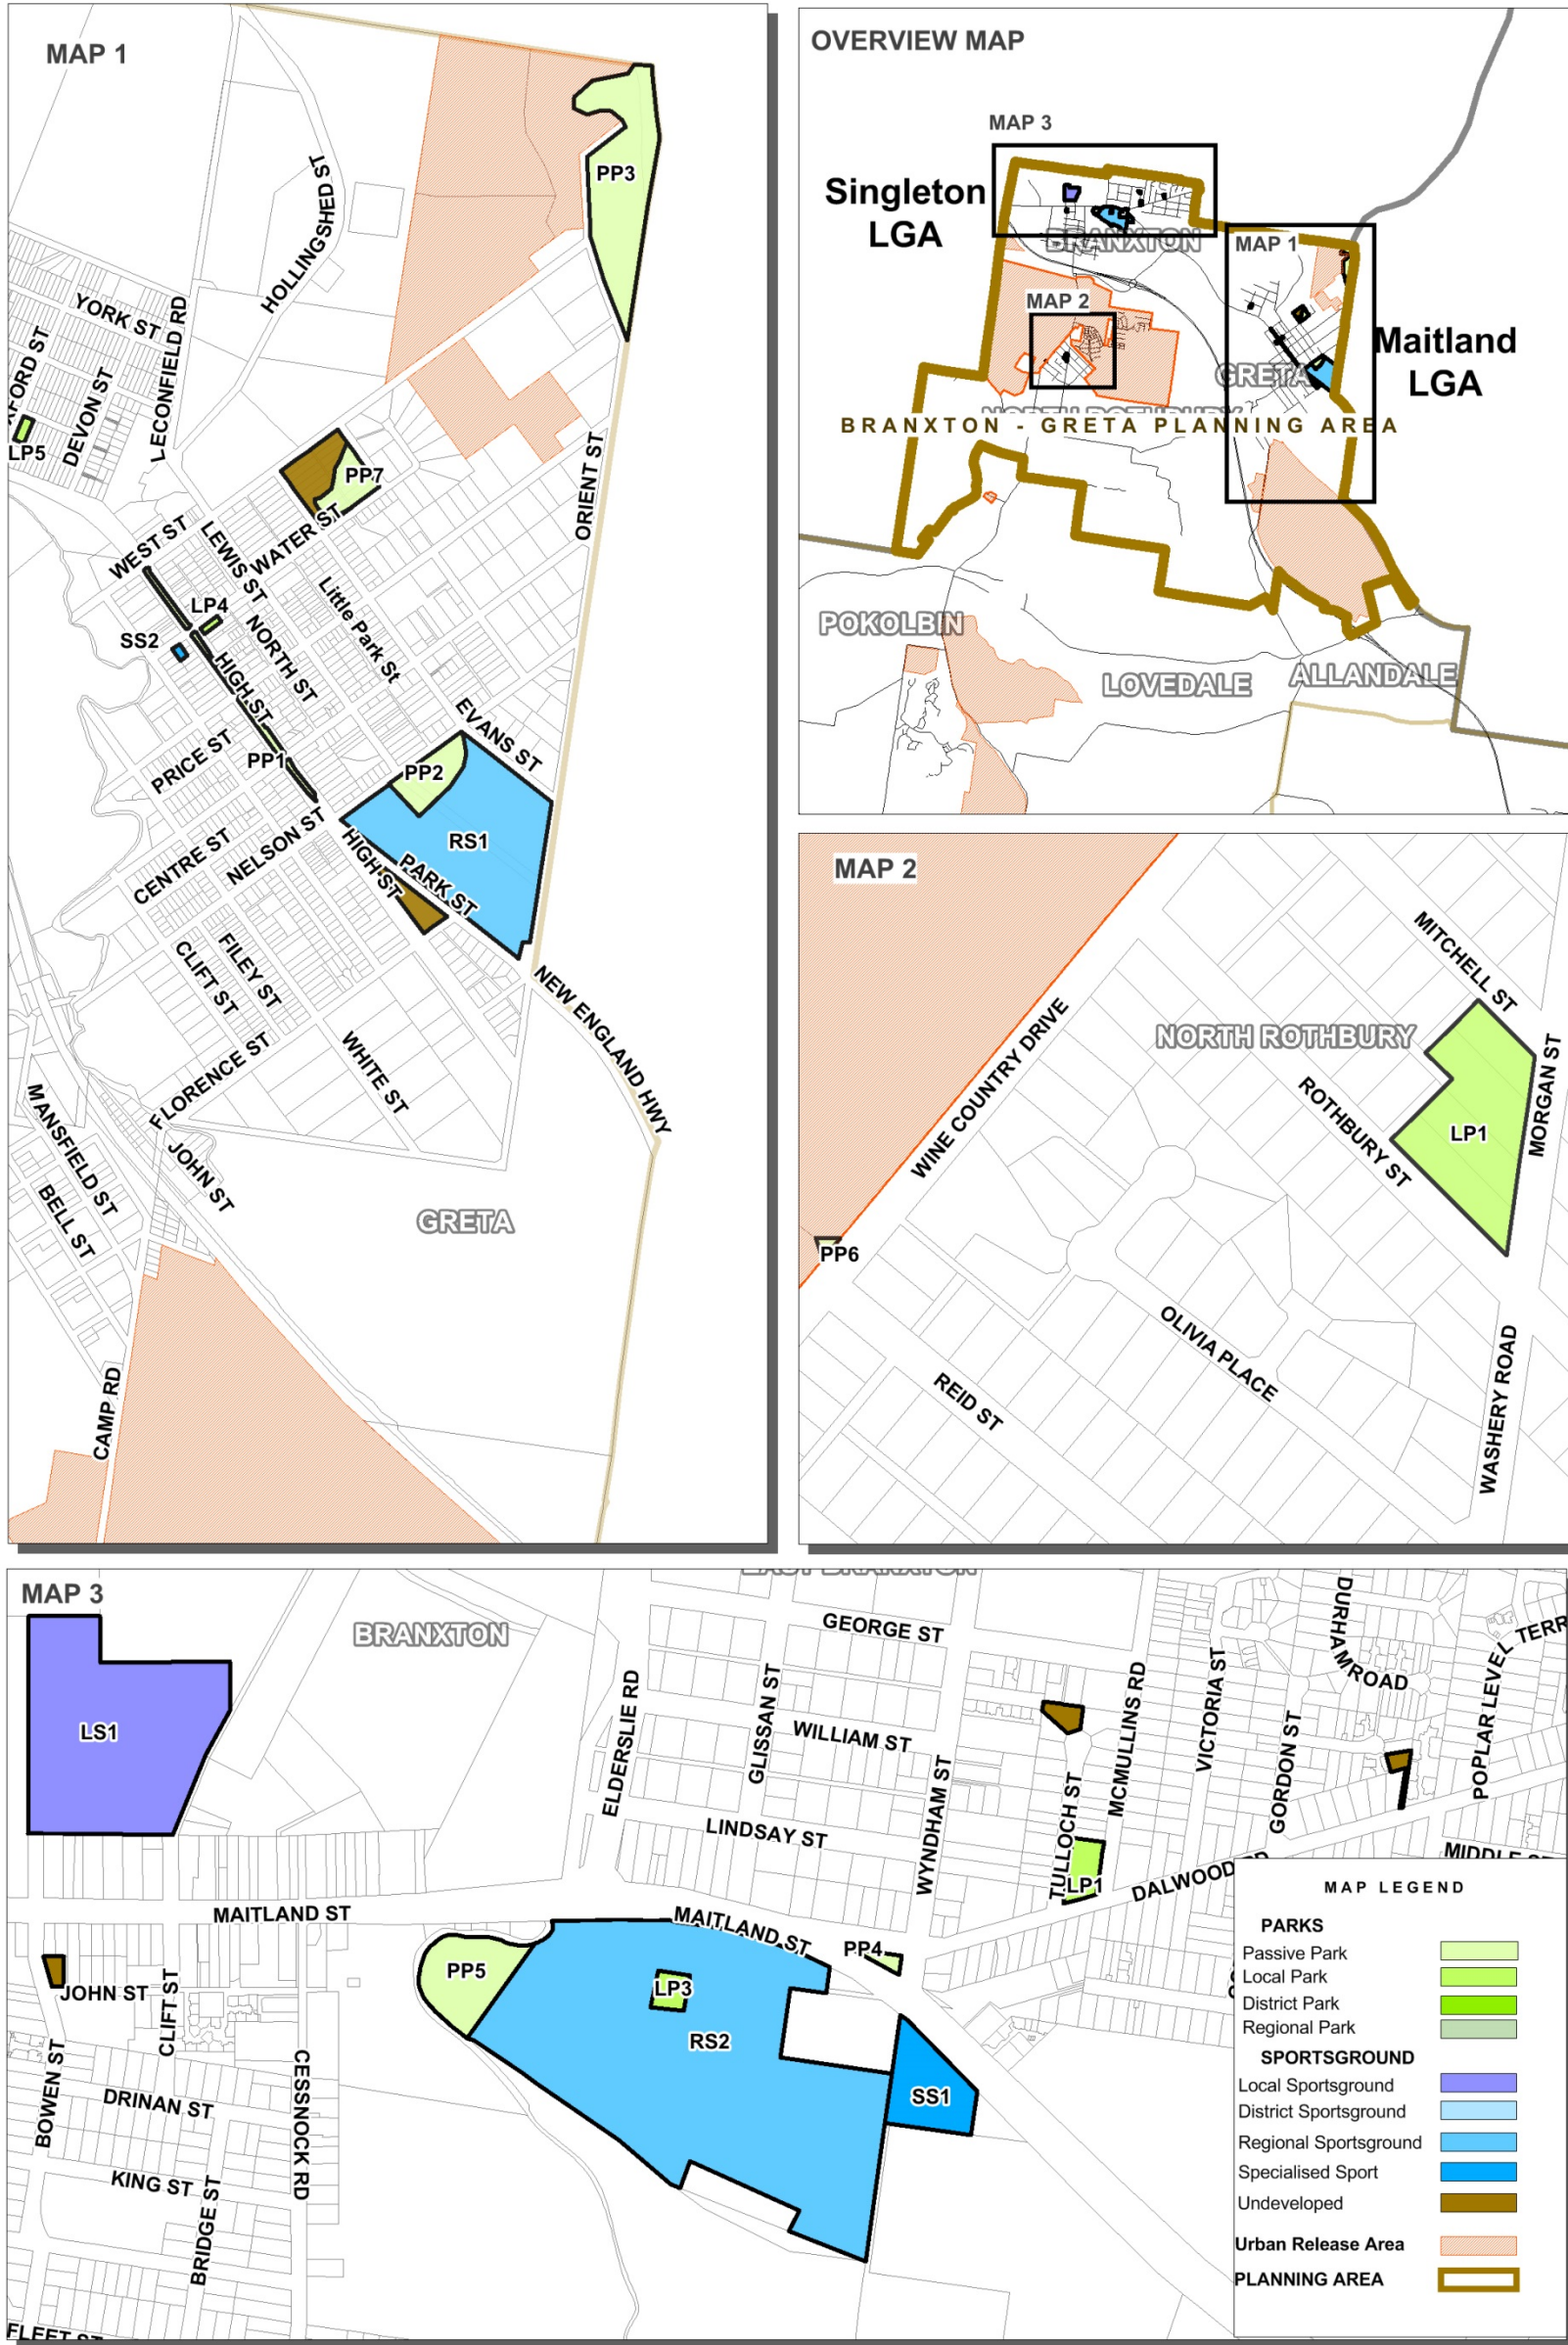 MAP 1
HOLLINGSHED ST
PP3
YORK ST
LECONFIELD RD
DEVON ST
LP5
PP7
ORIENT ST
WEST ST
LEWIS ST
WATER ST
LP4
SS2
NORTH ST
Little Park St
HIGH ST
EVANS ST
PRICE ST
PP1
PP2
RS1
CENTRE ST
NELSON ST
HIGH ST
PARK ST
CLIFT ST
FILEY ST
NEW ENGLAND HWY
WHITE ST
FLORENCE ST
MANSFIELD ST
JOHN ST
BELL ST
GRETA
CAMP RD
OVERVIEW MAP
MAP 3
Singleton
LGA
BRANXTON
MAP 1
MAP 2
Maitland
LGA
GRETA
NORTH ROTHBURY
BRANXTON - GRETA PLANNING AREA
POKOLBIN
LOVEDALE
ALLANDALE
MAP 2
MITCHELL ST
NORTH ROTHBURY
WINE COUNTRY DRIVE
MORGAN ST
ROTHBURY ST
LP1
PP6
OLIVIA PLACE
REID ST
WASHERY ROAD
MAP 3
EAST BRANXTON
BRANXTON
GEORGE ST
DURHAM ROAD
POPLAR LEVEL TERR
LS1
ELDERSLIE RD
GLISSAN ST
WILLIAM ST
MCMULLINS RD
VICTORIA ST
GORDON ST
LINDSAY ST
WYNDHAM ST
TULLOCH ST
LP1
DALWOOD RD
MAITLAND ST
MAITLAND ST
PP4
PP5
LP3
RS2
SS1
JOHN ST
CLIFT ST
BOWEN ST
DRINAN ST
CESSNOCK RD
KING ST
BRIDGE ST
FLEET ST
MAP LEGEND
PARKS
Passive Park
Local Park
District Park
Regional Park
SPORTSGROUND
Local Sportsground
District Sportsground
Regional Sportsground
Specialised Sport
Undeveloped
Urban Release Area
PLANNING AREA